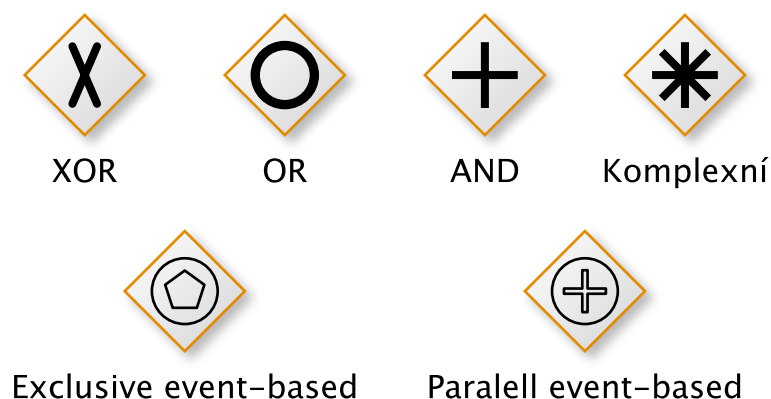 XOR
OR
AND
Komplexní
Exclusive event-based
Paralell event-based